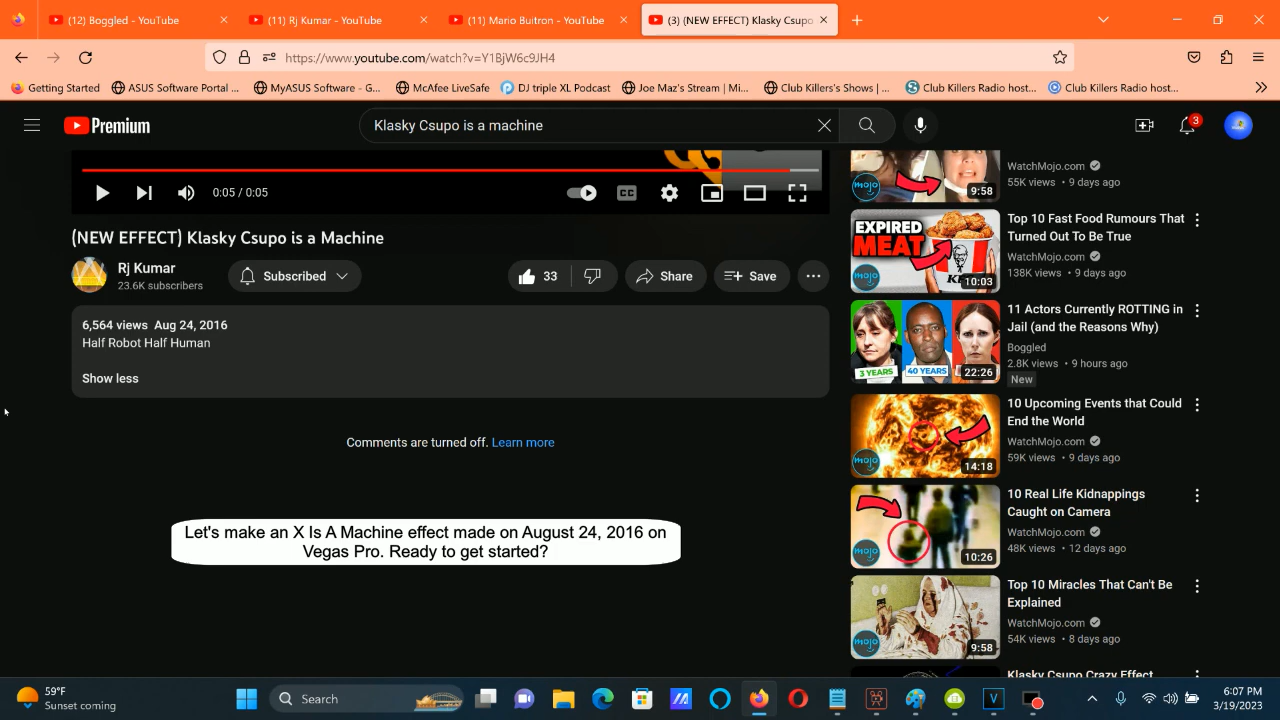 (12) Boggled - YouTube
(11) Rj Kumar - YouTube
(11) Mario Buitron - YouTube
(3) (NEW EFFECT) Klasky Csupo
https://www.youtube.com/watch?v=Y1BjW6c9JH4
Getting Started
ASUS Software Portal ...
MyASUS Software - G...
McAfee LiveSafe
DJ triple XL Podcast
Joe Maz's Stream | Mi...
Club Killers's Shows | ...
Club Killers Radio host...
Club Killers Radio host...
Premium
Klasky Csupo is a machine
3
0:05 / 0:05
CC
(NEW EFFECT) Klasky Csupo is a Machine
Rj Kumar
23.6K subscribers
Subscribed
33
Share
Save
6,564 views Aug 24, 2016
Half Robot Half Human
Show less
Comments are turned off. Learn more
Let's make an X Is A Machine effect made on August 24, 2016 on
Vegas Pro. Ready to get started?
mojo
9:58
WatchMojo.com
55K views • 9 days ago
EXPIRED
MEAT
KFC
mojo
10:03
Top 10 Fast Food Rumours That
Turned Out To Be True
WatchMojo.com
138K views • 9 days ago
3 YEARS
40 YEARS
22:26
11 Actors Currently ROTTING in
Jail (and the Reasons Why)
Boggled
2.8K views • 9 hours ago
New
mojo
14:18
10 Upcoming Events that Could
End the World
WatchMojo.com
59K views • 9 days ago
mojo
10:26
10 Real Life Kidnappings
Caught on Camera
WatchMojo.com
48K views • 12 days ago
mojo
9:58
Top 10 Miracles That Can't Be
Explained
WatchMojo.com
54K views • 8 days ago
Klasky Csupo Crazy Effect
59°F
Sunset coming
Search
V
6:07 PM
3/19/2023